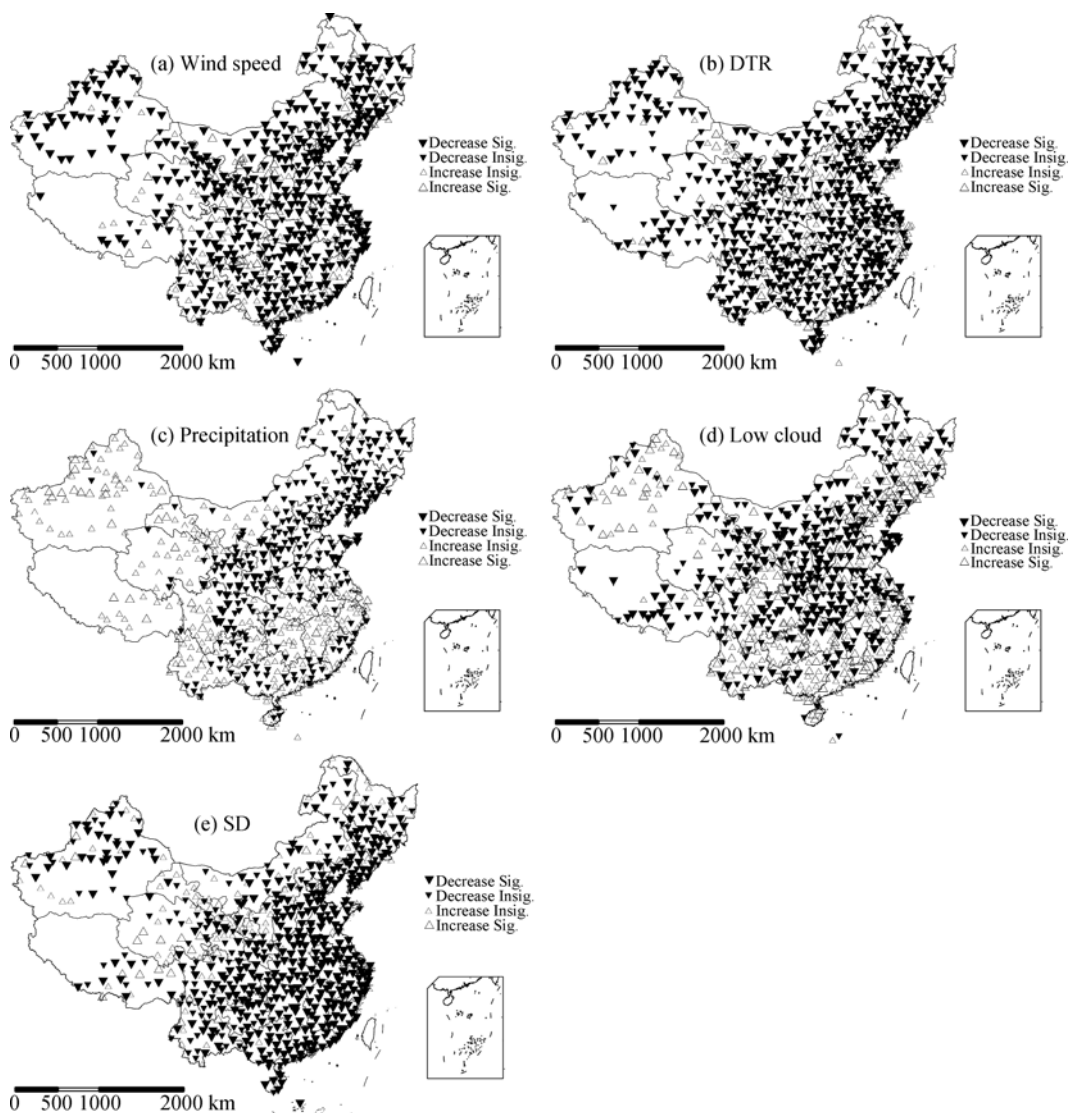 (a) Wind speed
Decrease Sig.
Decrease Insig.
Increase Insig.
Increase Sig.
0 500 1000 2000 km
(b) DTR
Decrease Sig.
Decrease Insig.
Increase Insig.
Increase Sig.
0 500 1000 2000 km
(c) Precipitation
Decrease Sig.
Decrease Insig.
Increase Insig.
Increase Sig.
0 500 1000 2000 km
(d) Low cloud
Decrease Sig.
Decrease Insig.
Increase Insig.
Increase Sig.
0 500 1000 2000 km
(e) SD
Decrease Sig.
Decrease Insig.
Increase Insig.
Increase Sig.
0 500 1000 2000 km